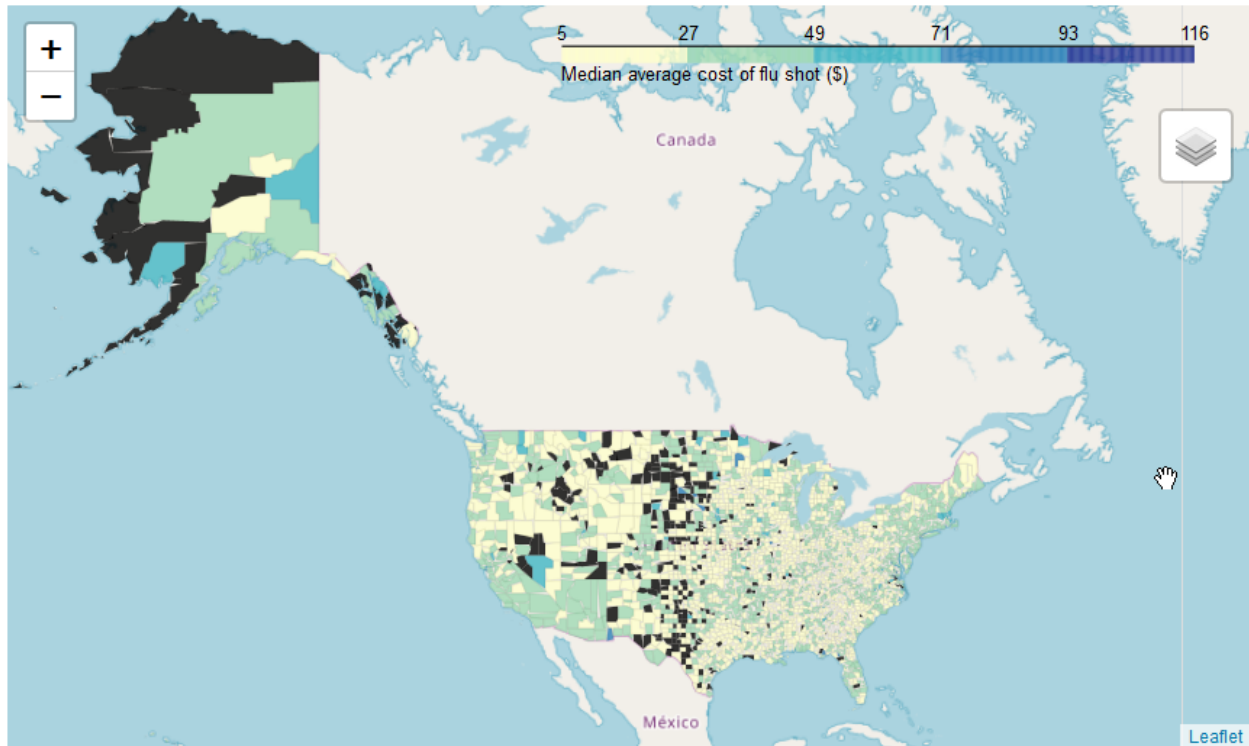 +
−
5 27 49 71 93 116
Median average cost of flu shot ($)
Canada
México
Leaflet